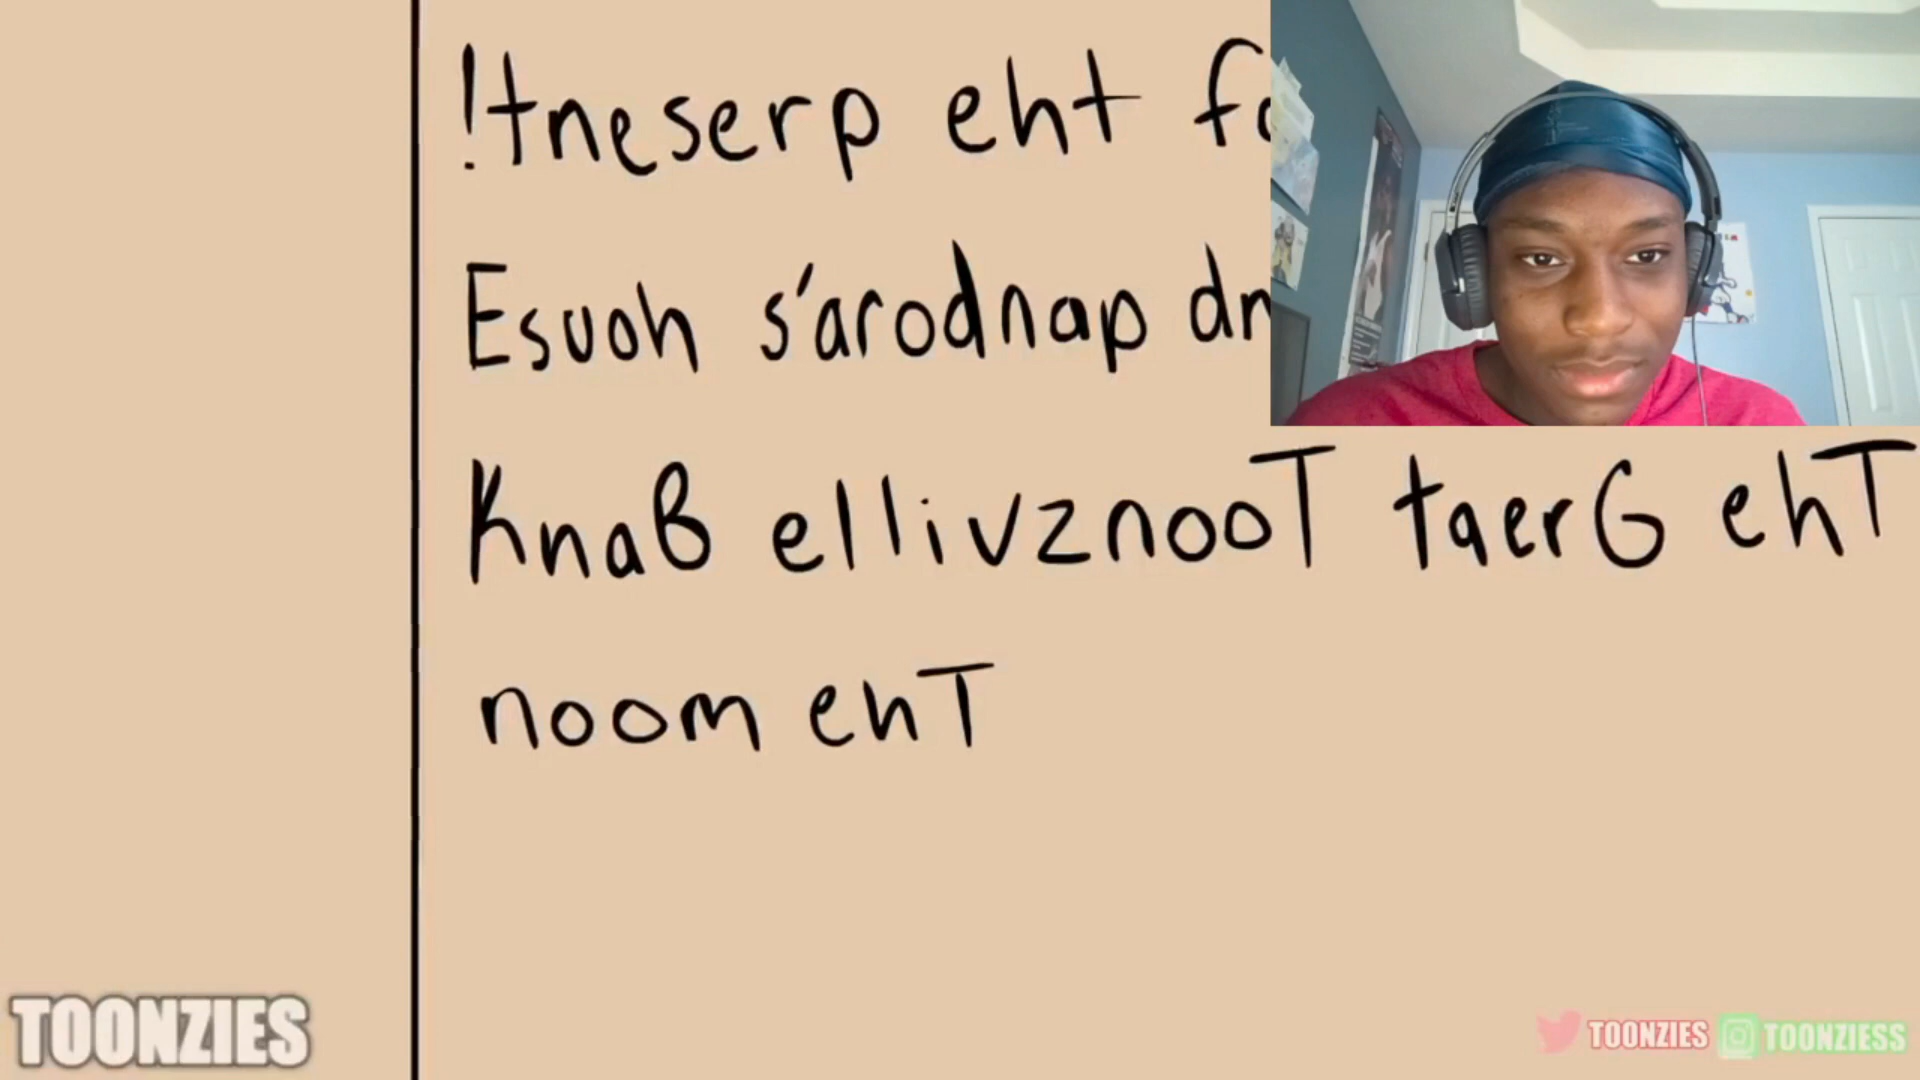 !tneserp eht
Esuoh s'arodnap
KnaB ellivznooT taerG ehT
noom ehT
TOONZIES
TOONZIES TOONZIESS